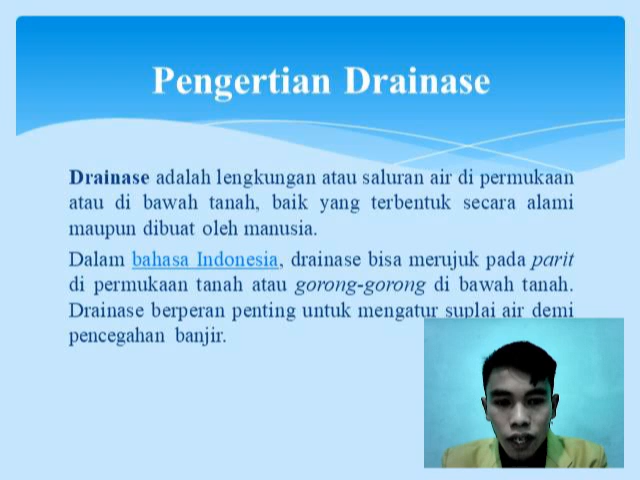 Pengertian Drainase
Drainase adalah lengkungan atau saluran air di permukaan
atau di bawah tanah, baik yang terbentuk secara alami
maupun dibuat oleh manusia.
Dalam bahasa Indonesia, drainase bisa merujuk pada parit
di permukaan tanah atau gorong-gorong di bawah tanah.
Drainase berperan penting untuk mengatur suplai air demi
pencegahan banjir.